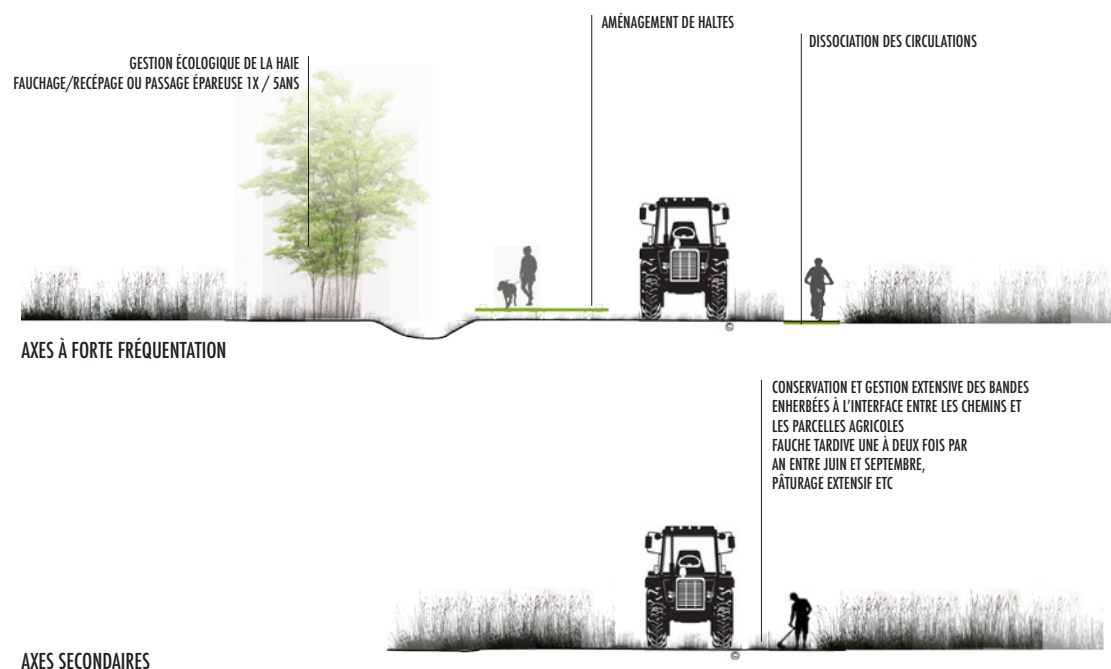 AMÉNAGEMENT DE HALTES
DISSOCIATION DES CIRCULATIONS
GESTION ÉCOLOGIQUE DE LA HAIE
FAUCHAGE/RECÉPAGE OU PASSAGE ÉPAREUSE 1X / 5ANS
AXES À FORTE FRÉQUENTATION
CONSERVATION ET GESTION EXTENSIVE DES BANDES
ENHERBÉES À L'INTERFACE ENTRE LES CHEMINS ET
LES PARCELLES AGRICOLES
FAUCHE TARDIVE UNE À DEUX FOIS PAR
AN ENTRE JUIN ET SEPTEMBRE,
PÂTURAGE EXTENSIF ETC
AXES SECONDAIRES